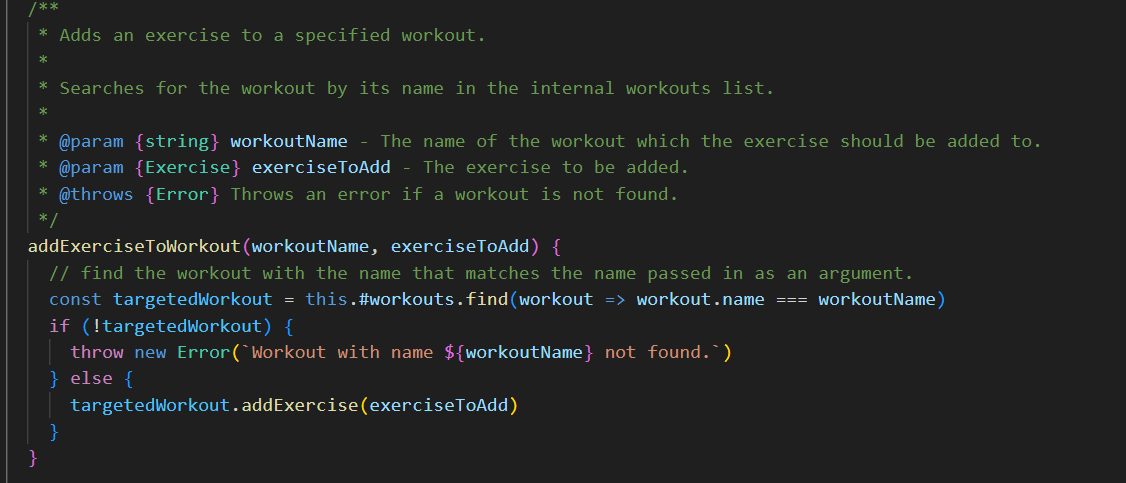 /**
 * Adds an exercise to a specified workout.
 *
 * Searches for the workout by its name in the internal workouts list.
 *
 * @param {string} workoutName - The name of the workout which the exercise should be added to.
 * @param {Exercise} exerciseToAdd - The exercise to be added.
 * @throws {Error} Throws an error if a workout is not found.
 */
addExerciseToWorkout(workoutName, exerciseToAdd) {
  // find the workout with the name that matches the name passed in as an argument.
  const targetedWorkout = this.#workouts.find(workout => workout.name === workoutName)
  if (!targetedWorkout) {
    throw new Error(`Workout with name ${workoutName} not found.`)
  } else {
    targetedWorkout.addExercise(exerciseToAdd)
  }
}